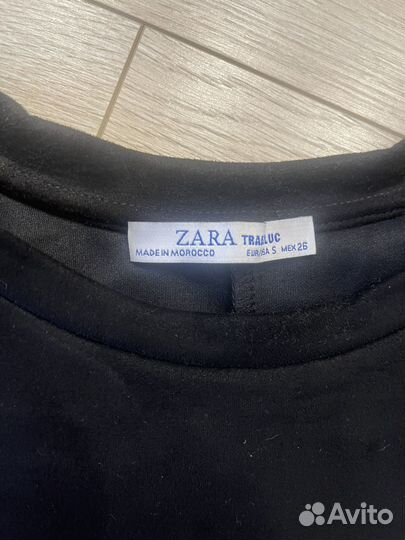 ZARA TRAFALUC
MADE IN MOROCCO EUR/USA S MEX 26
Avito